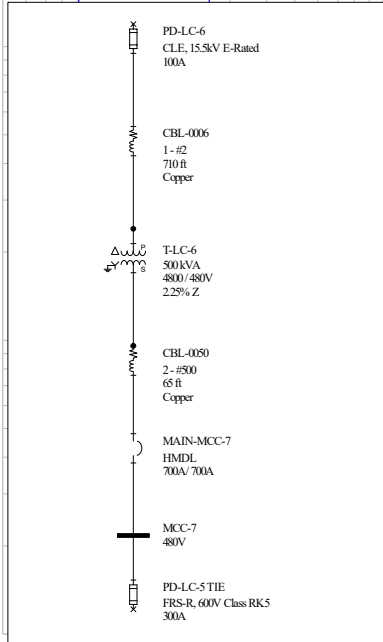 PD-LC-6
CLE, 15.5kV E-Rated
100A
CBL-0006
1 - #2
710 ft
Copper
P
S
T-LC-6
500 kVA
4800 / 480V
2.25% Z
CBL-0050
2 - #500
65 ft
Copper
MAIN-MCC-7
HMDL
700A/ 700A
MCC-7
480V
PD-LC-5 TIE
FRS-R, 600V Class RK5
300A